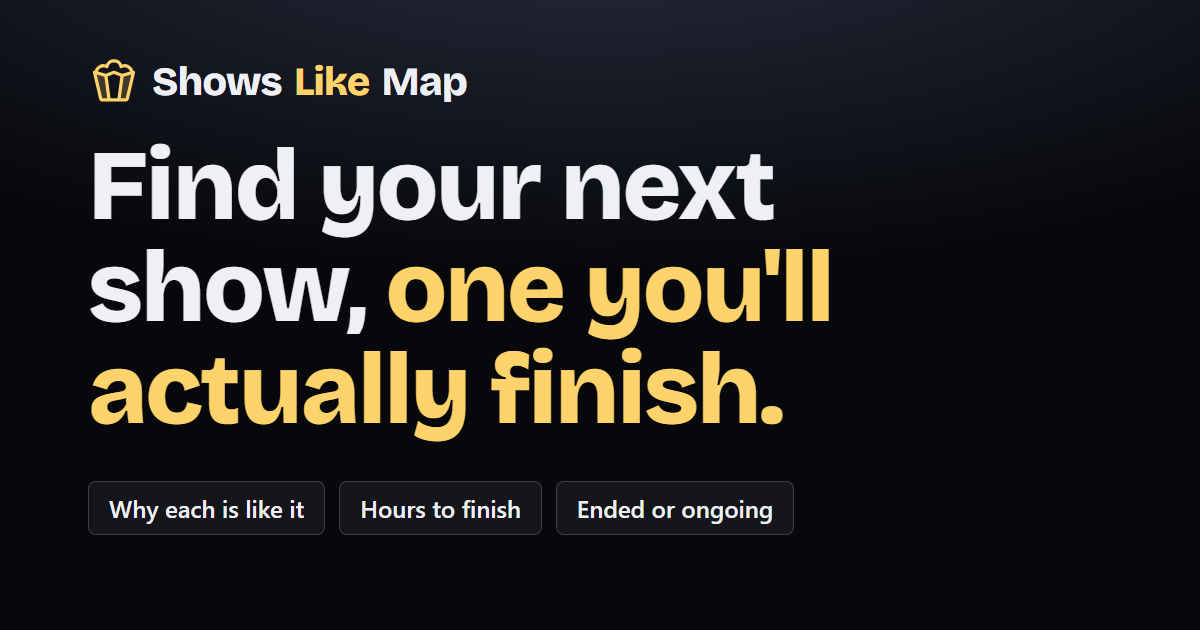 Shows Like Map
Find your next
show, one you'll
actually finish.
Why each is like it
Hours to finish
Ended or ongoing